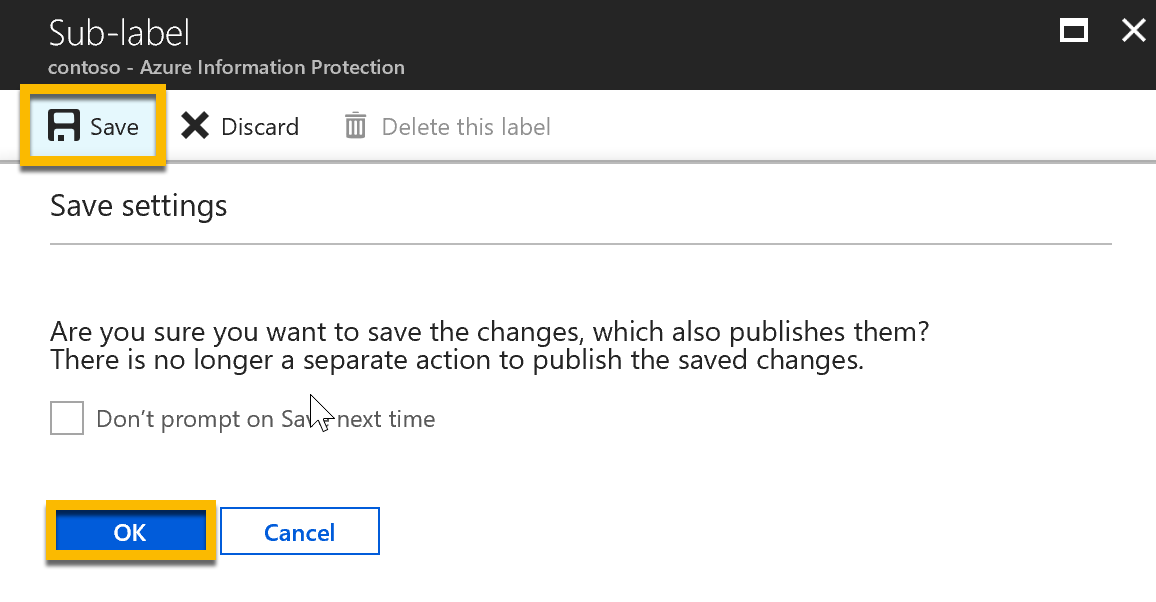 Sub-label
contoso - Azure Information Protection
Save Discard Delete this label
Save settings
Are you sure you want to save the changes, which also publishes them?
There is no longer a separate action to publish the saved changes.
Don't prompt on Save next time
OK Cancel